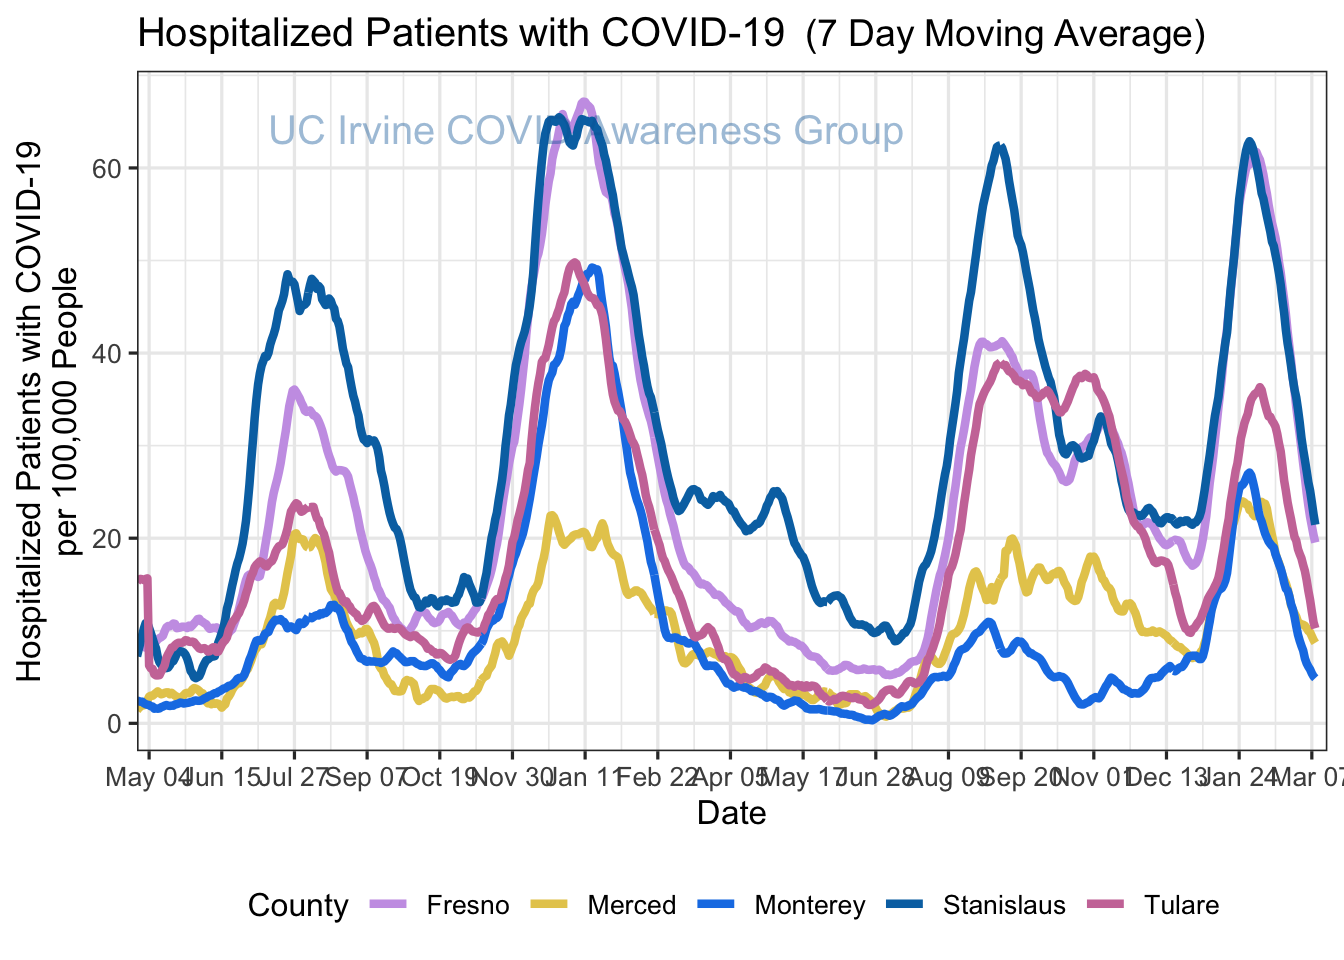 Hospitalized Patients with COVID-19 (7 Day Moving Average)
UC Irvine COVID Awareness Group
Hospitalized Patients with COVID-19
per 100,000 People
60
40
20
0
May 04 Jun 15 Jul 27 Sep 07 Oct 19 Nov 30 Jan 11 Feb 22 Apr 05 May 17 Jun 28 Aug 09 Sep 20 Nov 01 Dec 13 Jan 24 Mar 07
Date
County Fresno Merced Monterey Stanislaus Tulare